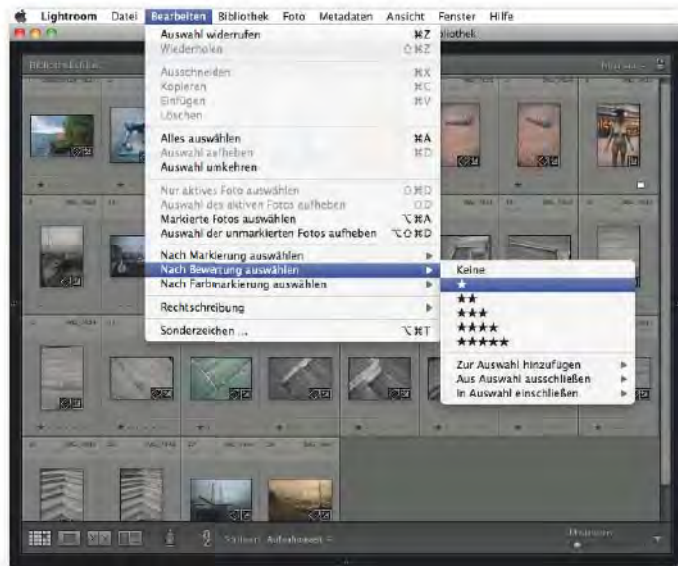 Lightroom Datei Bearbeiten Bibliothek Foto Metadaten Ansicht Fenster Hilfe
Auswahl widerrufen ⌘Z
Wiederholen ⇧⌘Z
Ausschneiden ⌘X
Kopieren ⌘C
Einfügen ⌘V
Löschen
Alles auswählen ⌘A
Auswahl aufheben ⌘D
Auswahl umkehren
Nur aktives Foto auswählen ⇧⌘D
Auswahl des aktiven Fotos aufheben
Markierte Fotos auswählen ⌥⌘A
Auswahl der unmarkierten Fotos aufheben ⌥⇧⌘D
Nach Markierung auswählen
Nach Bewertung auswählen
Nach Farbmarkierung auswählen
Rechtschreibung
Sonderzeichen ... ⌥⌘T
Keine
★
★★
★★★
★★★★
★★★★★
Zur Auswahl hinzufügen
Aus Auswahl ausschließen
In Auswahl einschließen